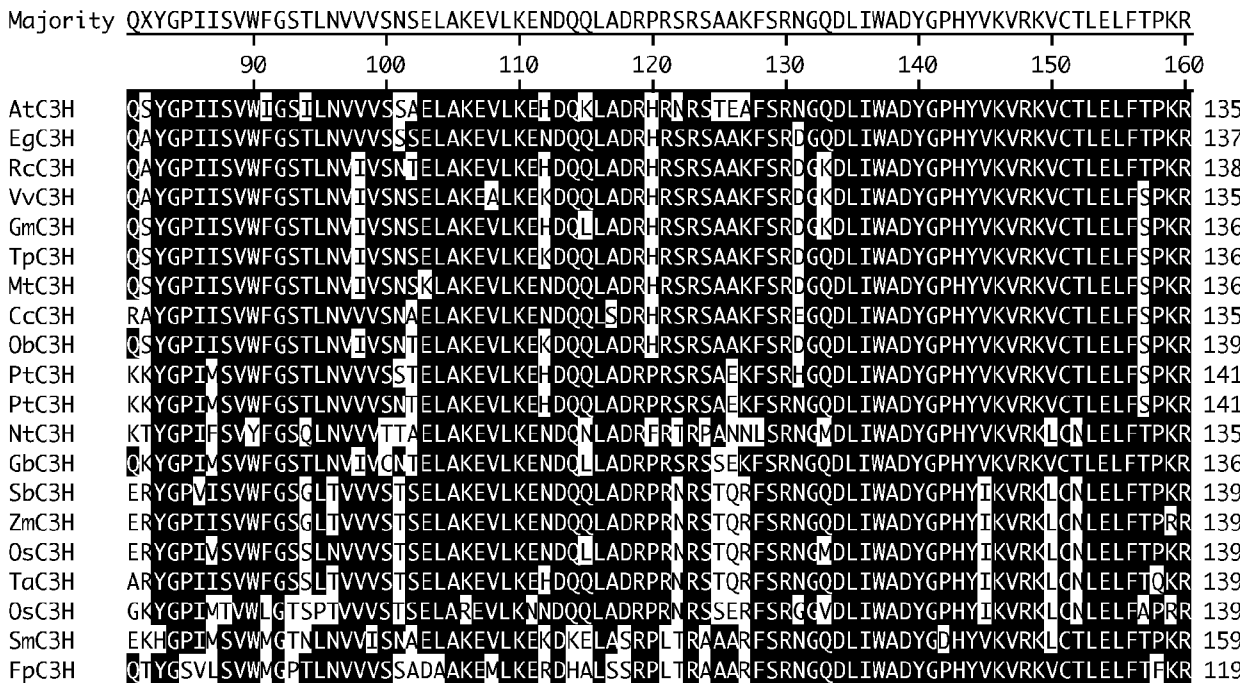 Majority QXYGPIISVWFGSTLNVVVSNSELAKEVLKENDQQLADRPRSRSAAKFSRNGQDLIWADYGPHYVKVRKVCTLELFTPKR
90 100 110 120 130 140 150 160
AtC3H QSYGPIISVWIGSILNVVVSSAELAKEVLKEHDQKLADRHRNRSTEAFSRNGQDLIWADYGPHYVKVRKVCTLELFTPKR 135
EgC3H QAYGPIISVWFGSTLNVVVSSSELAKEVLKENDQQLADRHRSRSAAKFSRDGQDLIWADYGPHYVKVRKVCTLELFTPKR 137
RcC3H QAYGPIISVWFGSTLNVIVSNTELAKEVLKEHDQQLADRHRSRSAAKFSRDGKDLIWADYGPHYVKVRKVCTLELFTPKR 138
VvC3H QAYGPIISVWFGSTLNVIVSNSELAKEALKEKDQQLADRHRSRSAAKFSRDGKDLIWADYGPHYVKVRKVCTLELFSPKR 135
GmC3H QSYGPIISVWFGSTLNVIVSNSELAKEVLKEHDQLLADRHRSRSAAKFSRDGKDLIWADYGPHYVKVRKVCTLELFSPKR 136
TpC3H QSYGPIISVWFGSTLNVIVSNSELAKEVLKEKDQQLADRHRSRSAAKFSRDGQDLIWADYGPHYVKVRKVCTLELFSPKR 136
MtC3H QSYGPIISVWFGSTLNVIVSNSKLAKEVLKEKDQQLADRHRSRSAAKFSRDGQDLIWADYGPHYVKVRKVCTLELFSPKR 136
CcC3H RAYGPIISVWFGSTLNVVVSNAELAKEVLKENDQQLSDRHRSRSAAKFSREGQDLIWADYGPHYVKVRKVCTLELFSPKR 135
ObC3H QSYGPIISVWFGSTLNVIVSNTELAKEVLKEKDQQLADRHRSRSAAKFSRDGQDLIWADYGPHYVKVRKVCTLELFSPKR 139
PtC3H KKYGPIMSVWFGSTLNVVVSSTELAKEVLKEHDQQLADRPRSRSAEKFSRHGQDLIWADYGPHYVKVRKVCTLELFSPKR 141
PtC3H KKYGPIMSVWFGSTLNVVVSNTELAKEVLKEHDQQLADRPRSRSAEKFSRNGQDLIWADYGPHYVKVRKVCTLELFSPKR 141
NtC3H KTYGPIFSVYFGSQLNVVVTTAELAKEVLKENDQNLADRFRTRPANNLSRNGMDLIWADYGPHYVKVRKLCNLELFTPKR 135
GbC3H QKYGPIMSVWFGSTLNVIVCNTELAKEVLKENDQLLADRPRSRSSEKFSRNGQDLIWADYGPHYVKVRKVCTLELFTPKR 136
SbC3H ERYGPVISVWFGSGLTVVVSTSELAKEVLKENDQQLADRPRNRSTQRFSRNGQDLIWADYGPHYIKVRKLCNLELFTPKR 139
ZmC3H ERYGPIISVWFGSGLTVVVSTSELAKEVLKENDQQLADRPRNRSTQRFSRNGQDLIWADYGPHYIKVRKLCNLELFTPRR 139
OsC3H ERYGPIVSVWFGSSLNVVVSTSELAKEVLKENDQLLADRPRNRSTQRFSRNGMDLIWADYGPHYIKVRKLCNLELFTPKR 139
TaC3H ARYGPIISVWFGSSLTVVVSTSELAKEVLKEHDQQLADRPRNRSTQRFSRNGQDLIWADYGPHYIKVRKLCNLELFTQKR 139
OsC3H GKYGPIMTVWLGTSPTVVVSTSELAREVLKNNDQQLADRPRNRSSERFSRGGVDLIWADYGPHYIKVRKLCNLELFAPRR 139
SmC3H EKHGPIMSVWMGTNLNVVISNAELAKEVLKEKDKELASRPLTRAAARFSRNGQDLIWADYGDHYVKVRKLCTLELFTPKR 159
FpC3H QTYGSVLSVWMGPTLNVVVSSADAAKEMLKERDHALSSRPLTRAAARFSRNGQDLIWADYGPHYVKVRKVCTLELFTFKR 119